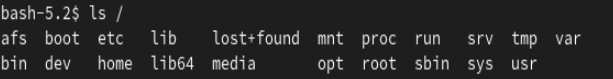 bash-5.2$ ls /
afs boot etc lib lost+found mnt proc run srv tmp var
bin dev home lib64 media opt root sbin sys usr